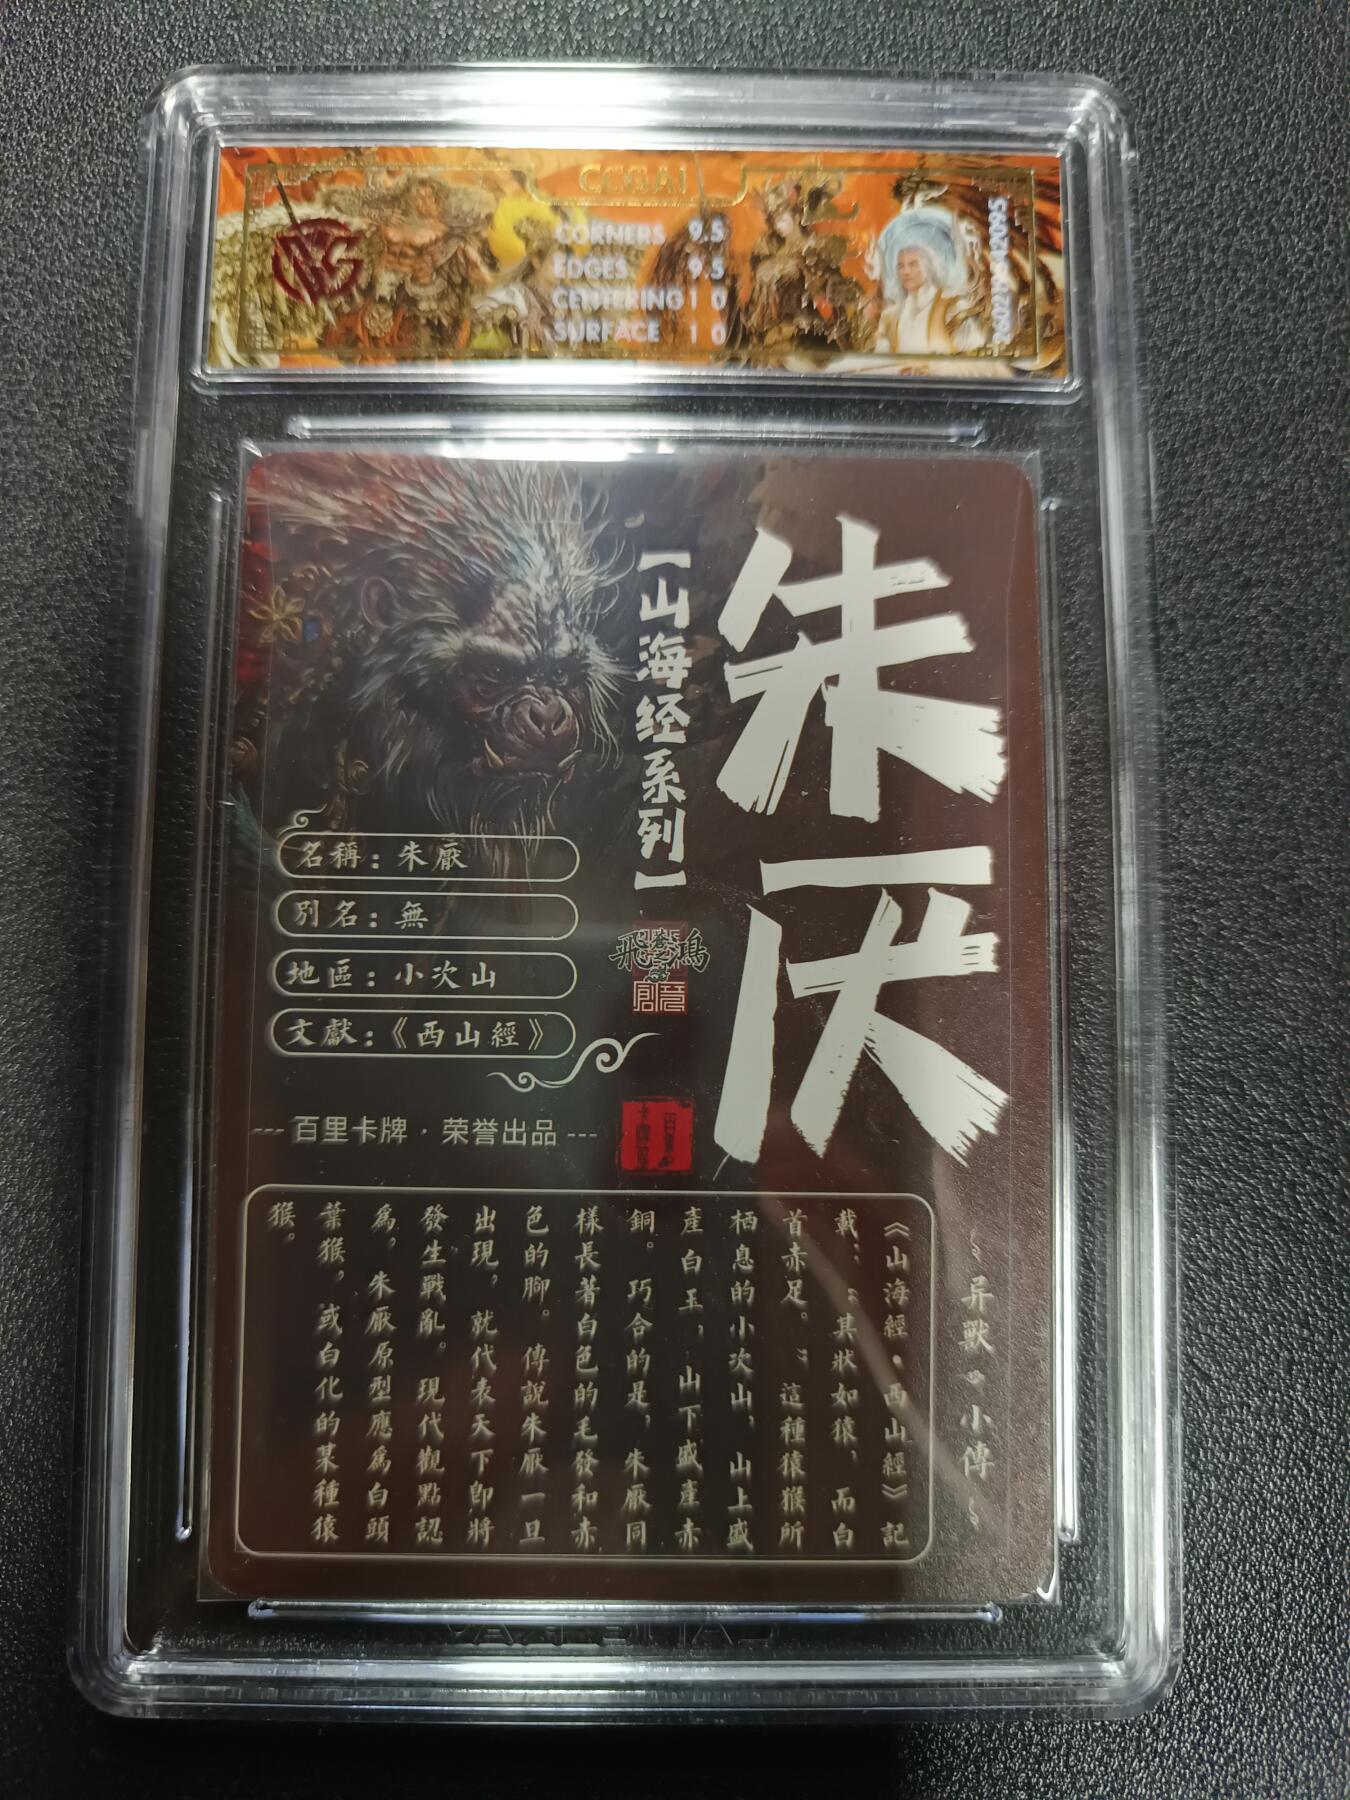 CCGAI
CORNERS 9.5
EDGES 9.5
CENTERING 10
SURFACE 10
朱厌
【山海经系列】
名稱：朱厭
別名：無
地區：小次山
文獻：《西山經》
---百里卡牌·荣誉出品---
异獸 小傳
《山海經·西山經》記
載：：其狀如猿，而白
首赤足。：這種猿猴所
栖息的小次山，山上盛
產白玉，山下盛產赤
銅。巧合的是，朱厭同
樣長著白色的毛發和赤
色的腳。傳說朱厭一旦
出現，就代表天下即將
發生戰亂。現代觀點認
爲，朱厭原型應爲白頭
葉猴，或白化的某種猿
猴。